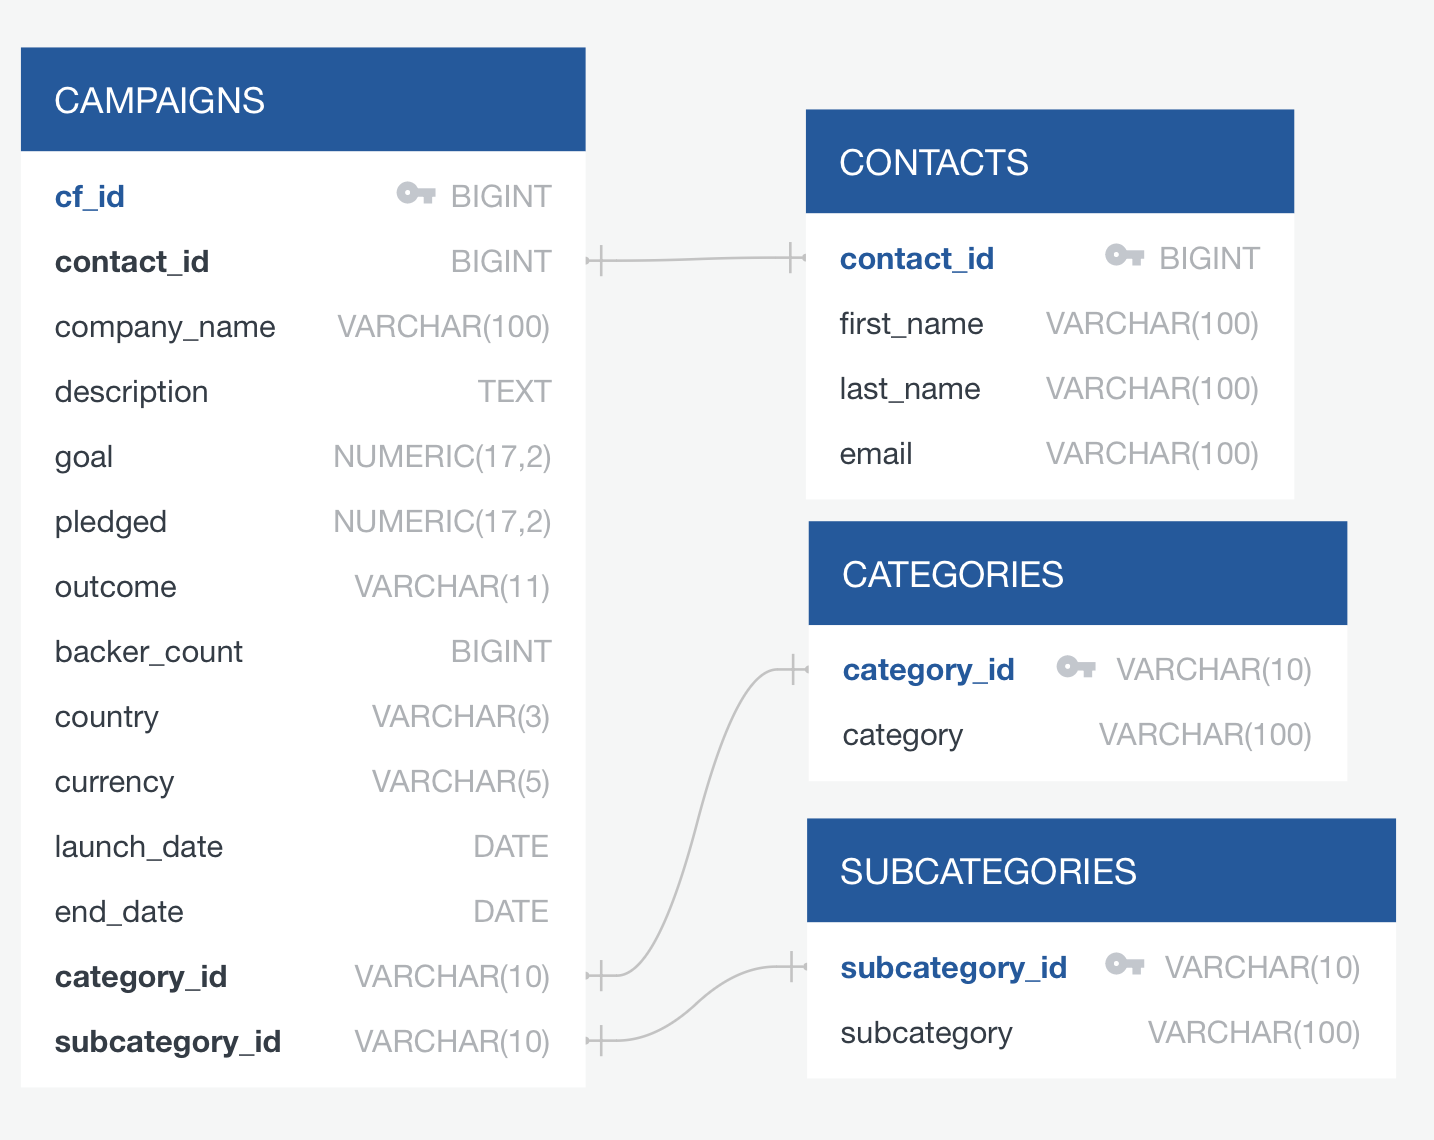 CAMPAIGNS
cf_id BIGINT
contact_id BIGINT
company_name VARCHAR(100)
description TEXT
goal NUMERIC(17,2)
pledged NUMERIC(17,2)
outcome VARCHAR(11)
backer_count BIGINT
country VARCHAR(3)
currency VARCHAR(5)
launch_date DATE
end_date DATE
category_id VARCHAR(10)
subcategory_id VARCHAR(10)
CONTACTS
contact_id BIGINT
first_name VARCHAR(100)
last_name VARCHAR(100)
email VARCHAR(100)
CATEGORIES
category_id VARCHAR(10)
category VARCHAR(100)
SUBCATEGORIES
subcategory_id VARCHAR(10)
subcategory VARCHAR(100)